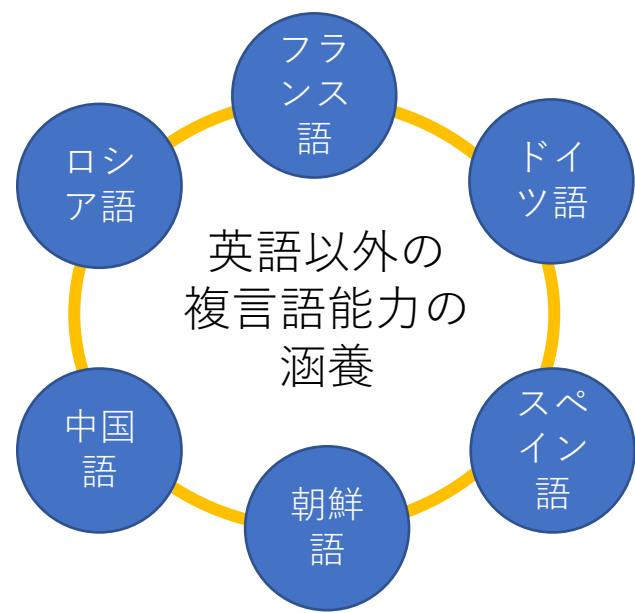 フラ
ンス
語
ドイ
ツ語
スペ
イン
語
朝鮮
語
中国
語
ロシ
ア語
英語以外の
複言語能力の
涵養